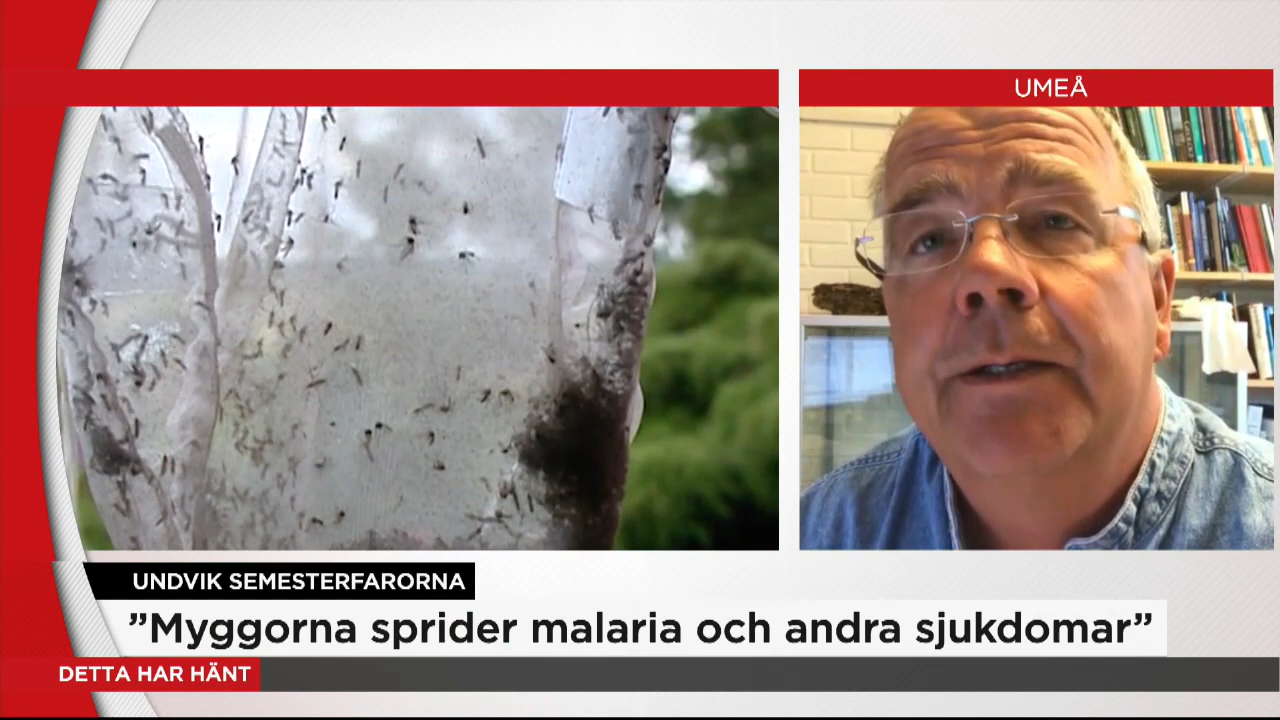 UMEÅ
UNDVIK SEMESTERFARORNA
”Myggorna sprider malaria och andra sjukdomar”
DETTA HAR HÄNT